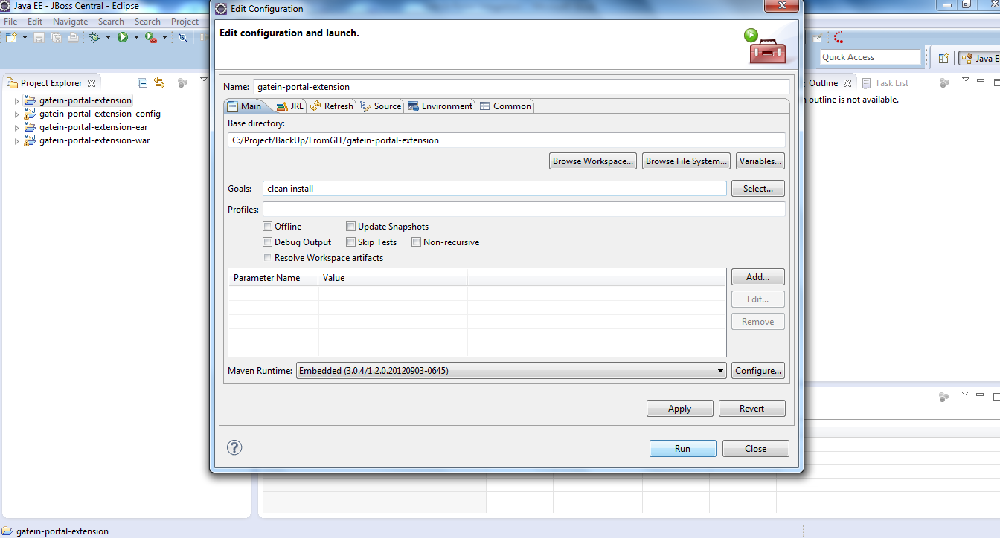 Java EE - JBoss Central - Eclipse
File Edit Navigate Search Search Project
Quick Access
Java E
Project Explorer
gatein-portal-extension
gatein-portal-extension-config
gatein-portal-extension-ear
gatein-portal-extension-war
Edit Configuration
Edit configuration and launch.
Name: gatein-portal-extension
Main JRE Refresh Source Environment Common
Base directory:
C:/Project/BackUp/FromGIT/gatein-portal-extension
Browse Workspace... Browse File System... Variables...
Goals: clean install Select...
Profiles:
Offline Update Snapshots
Debug Output Skip Tests Non-recursive
Resolve Workspace artifacts
Parameter Name Value
Add...
Edit...
Remove
Maven Runtime: Embedded (3.0.4/1.2.0.20120903-0645) Configure...
Apply Revert
Run Close
Outline Task List
outline is not available.
gatein-portal-extension